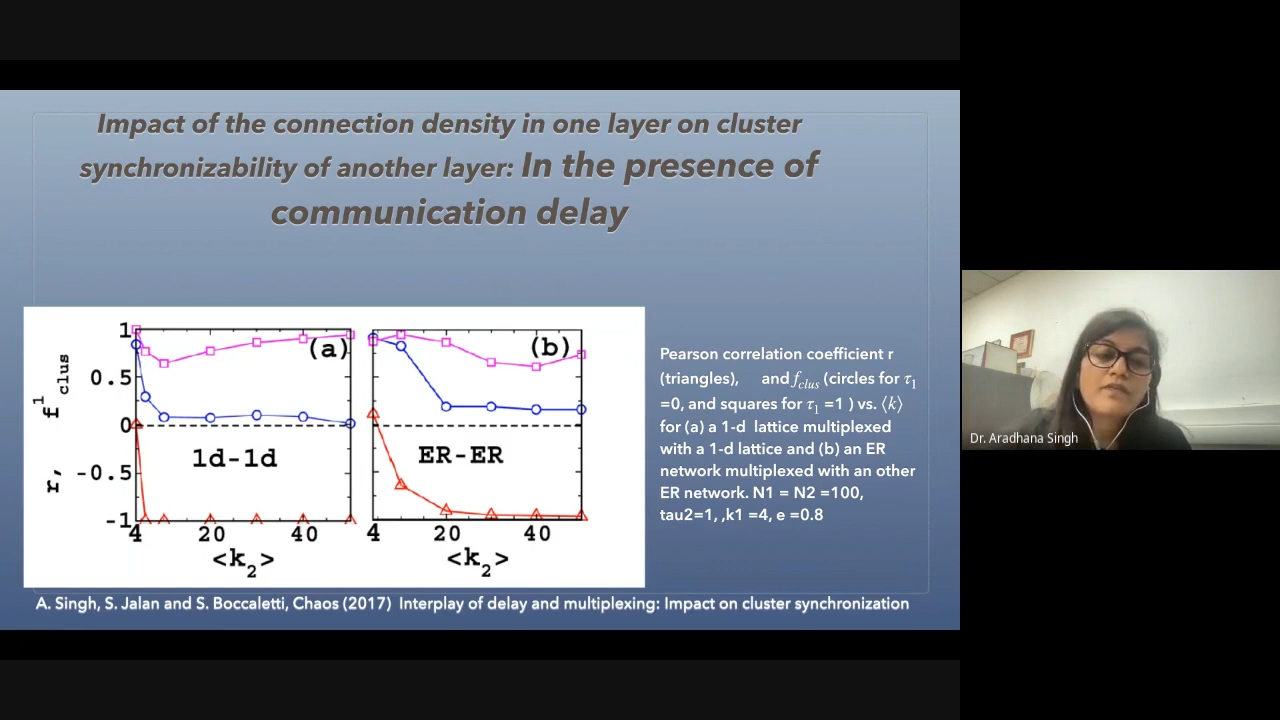 Impact of the connection density in one layer on cluster
synchronizability of another layer: In the presence of
communication delay
r, f¹clus
1
0.5
0
-0.5
-1
(a)
1d-1d
4 20 40
<k₂>
(b)
ER-ER
4 20 40
<k₂>
Pearson correlation coefficient r
(triangles), and f_clus (circles for τ₁
=0, and squares for τ₁ =1 ) vs. ⟨k⟩
for (a) a 1-d lattice multiplexed
with a 1-d lattice and (b) an ER
network multiplexed with an other
ER network. N1 = N2 =100,
tau2=1, ,k1 =4, e =0.8
A. Singh, S. Jalan and S. Boccaletti, Chaos (2017) Interplay of delay and multiplexing: Impact on cluster synchronization
Dr. Aradhana Singh